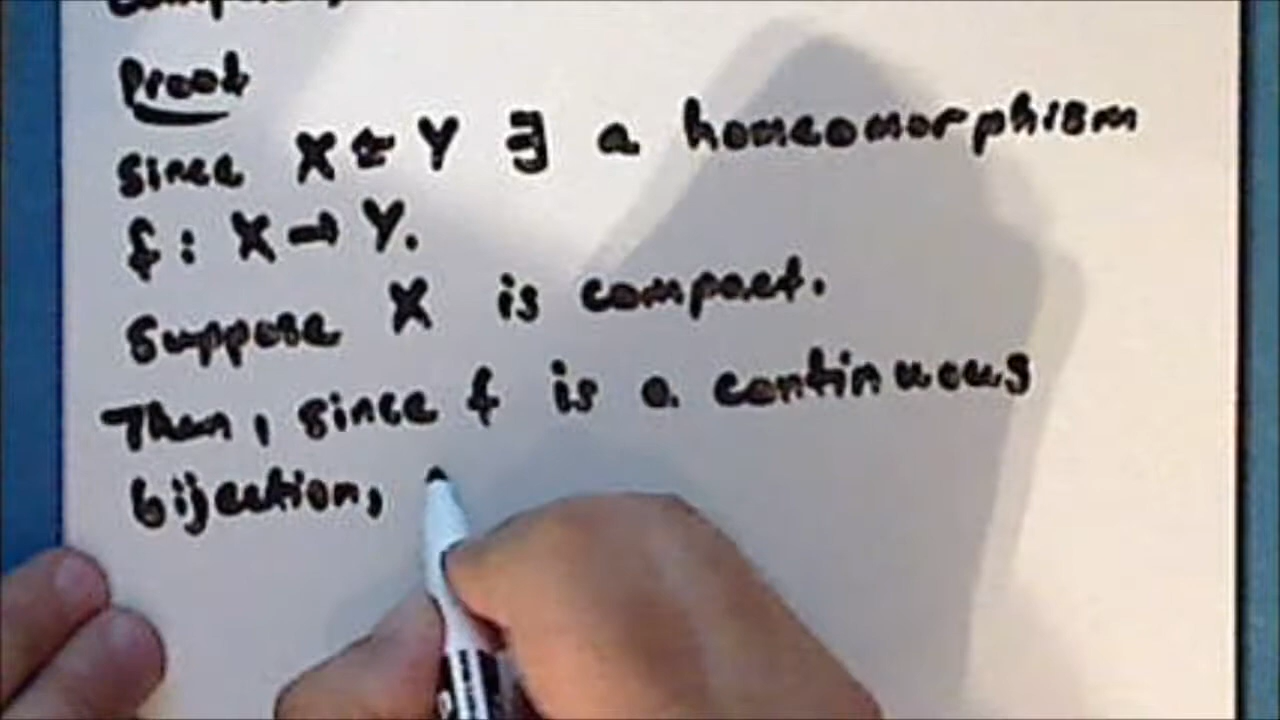 Proof
Since X ≅ Y ∃ a homeomorphism
f: X → Y.
Suppose X is compact.
Then, since f is a continuous
bijection,